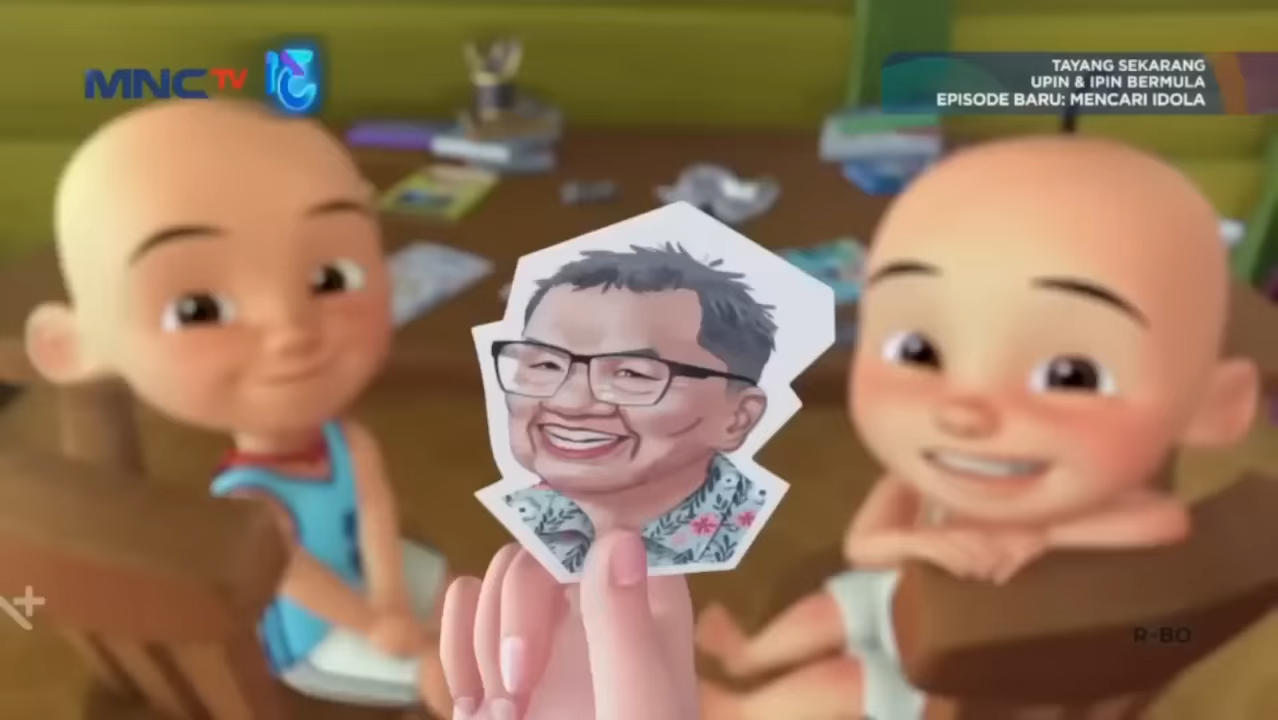 MNCTV
TAYANG SEKARANG
UPIN & IPIN BERMULA
EPISODE BARU: MENCARI IDOLA
R-BO